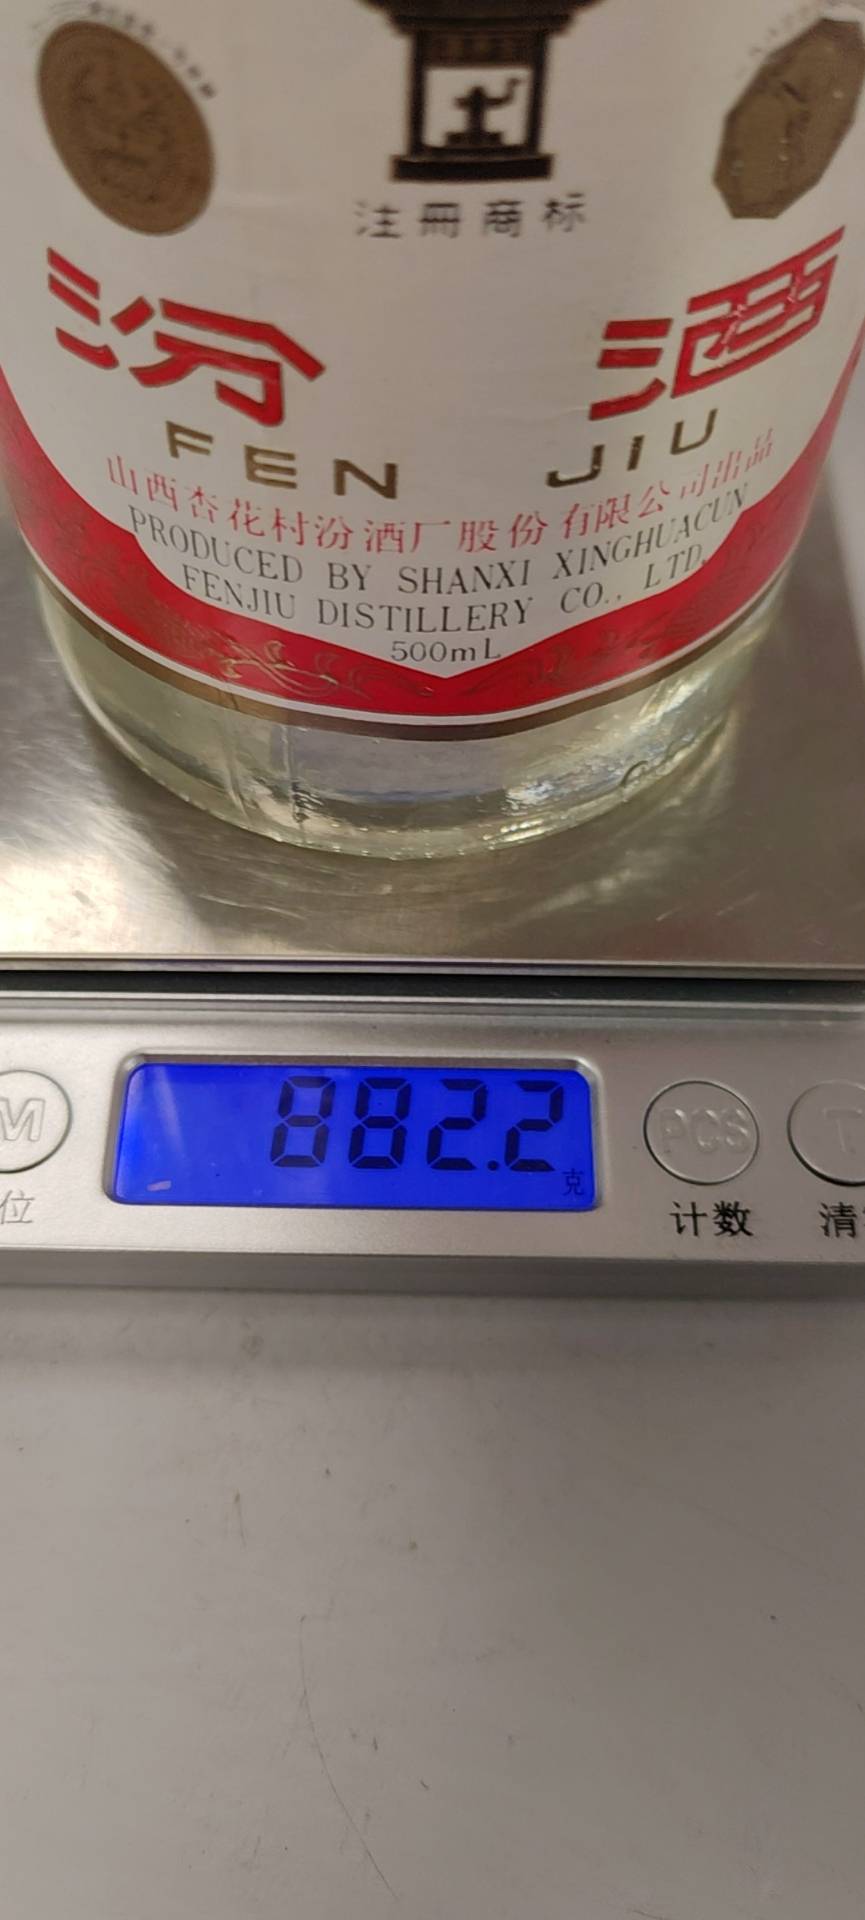 注冊商标
汾酒
FEN JIU
山西杏花村汾酒厂股份有限公司出品
PRODUCED BY SHANXI XINGHUACUN
FENJIU DISTILLERY CO., LTD.
500mL
882.2
克
M
PCS
T
位
计数
清